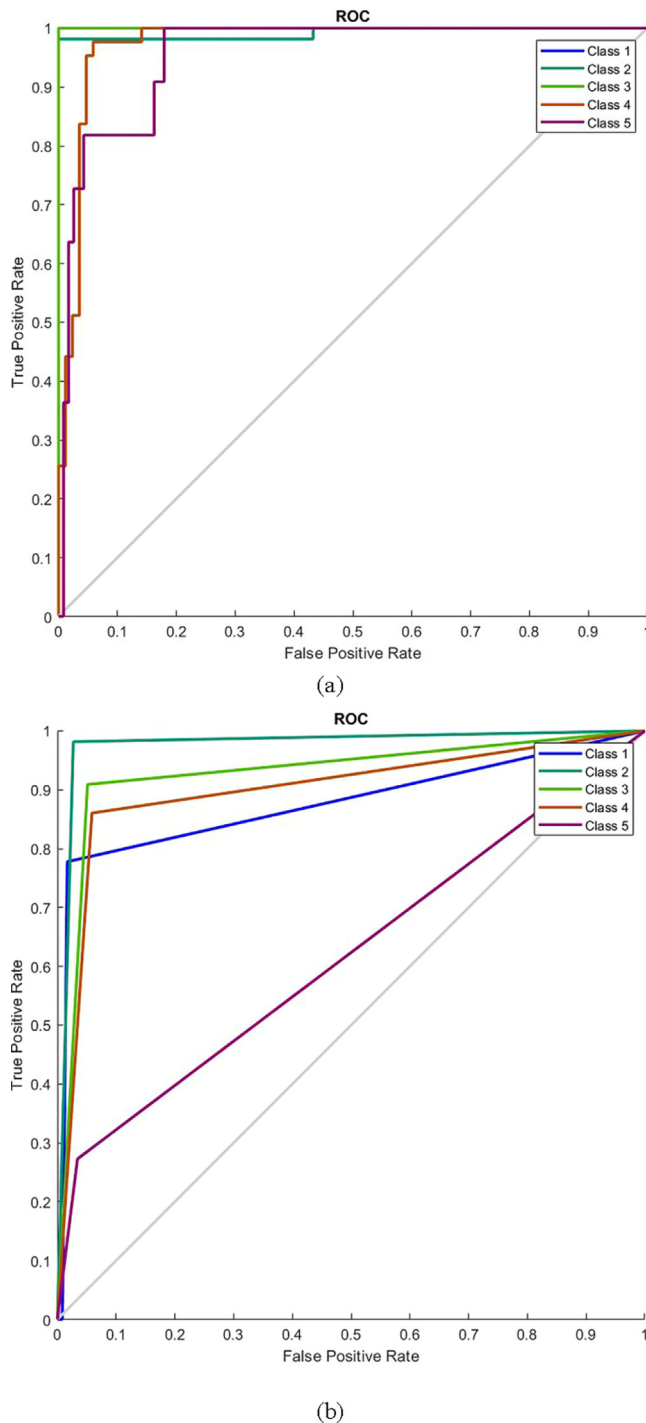 ROC
1
0.9
0.8
0.7
0.6
0.5
0.4
0.3
0.2
0.1
0
True Positive Rate
Class 1
Class 2
Class 3
Class 4
Class 5
0 0.1 0.2 0.3 0.4 0.5 0.6 0.7 0.8 0.9 1
False Positive Rate
(a)
ROC
1
0.9
0.8
0.7
0.6
0.5
0.4
0.3
0.2
0.1
0
True Positive Rate
Class 1
Class 2
Class 3
Class 4
Class 5
0 0.1 0.2 0.3 0.4 0.5 0.6 0.7 0.8 0.9 1
False Positive Rate
(b)